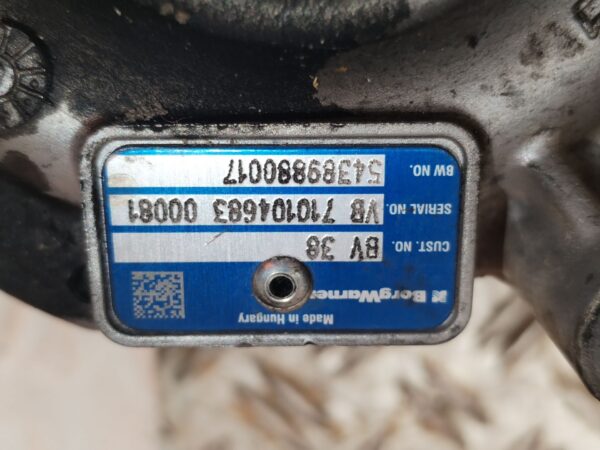 Made in Hungary
BorgWarner
CUST. NO. BV 38
SERIAL NO. VB 710104683 00081
BW NO. 54389880017